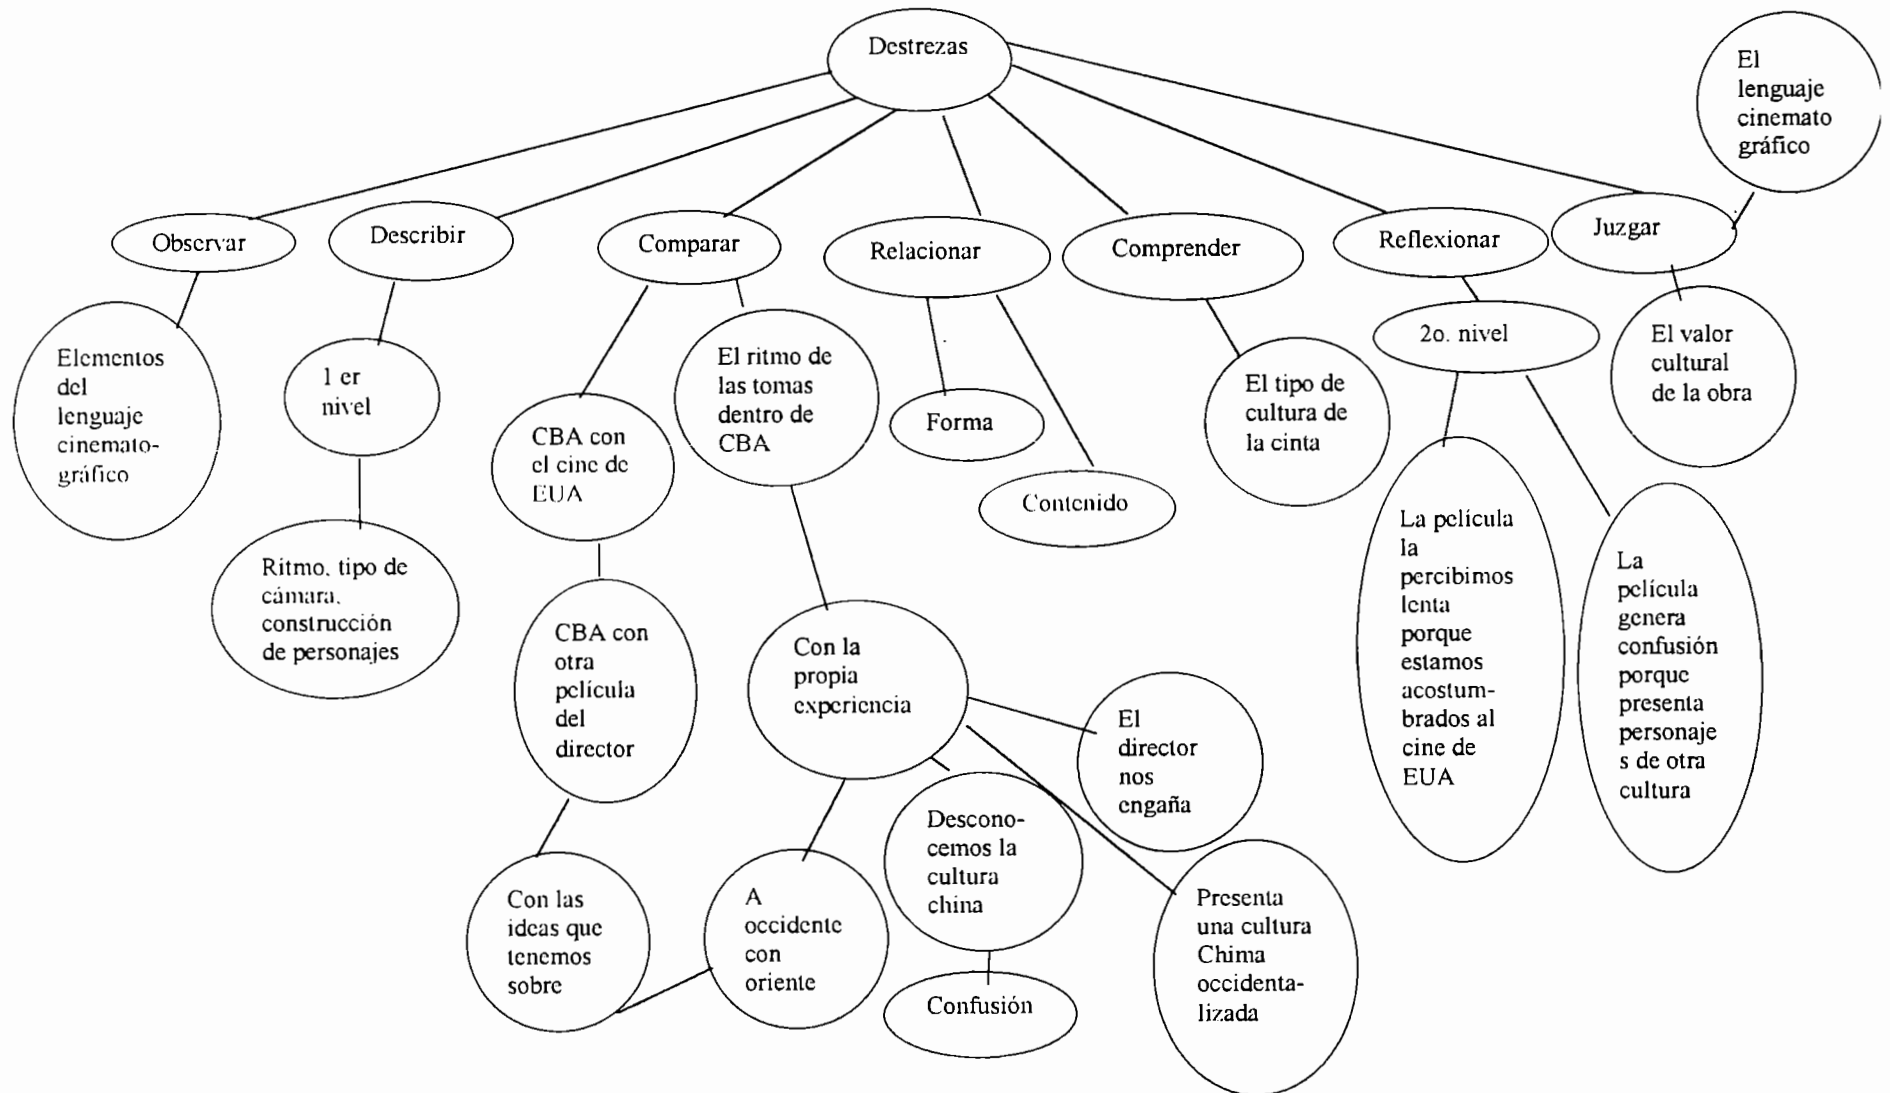 Destrezas
El
lenguaje
cinemato
gráfico
Observar
Describir
Comparar
Relacionar
Comprender
Reflexionar
Juzgar
Elementos
del
lenguaje
cinemato-
gráfico
1 er
nivel
Ritmo, tipo de
cámara,
construcción
de personajes
CBA con
el cine de
EUA
El ritmo de
las tomas
dentro de
CBA
Forma
Contenido
El tipo de
cultura de
la cinta
2o. nivel
El valor
cultural
de la obra
CBA con
otra
película
del
director
Con la
propia
experiencia
El
director
nos
engaña
La película
la
percibimos
lenta
porque
estamos
acostum-
brados al
cine de
EUA
La
película
genera
confusión
porque
presenta
personaje
s de otra
cultura
Con las
ideas que
tenemos
sobre
A
occidente
con
oriente
Descono-
cemos la
cultura
china
Confusión
Presenta
una cultura
Chima
occidenta-
lizada